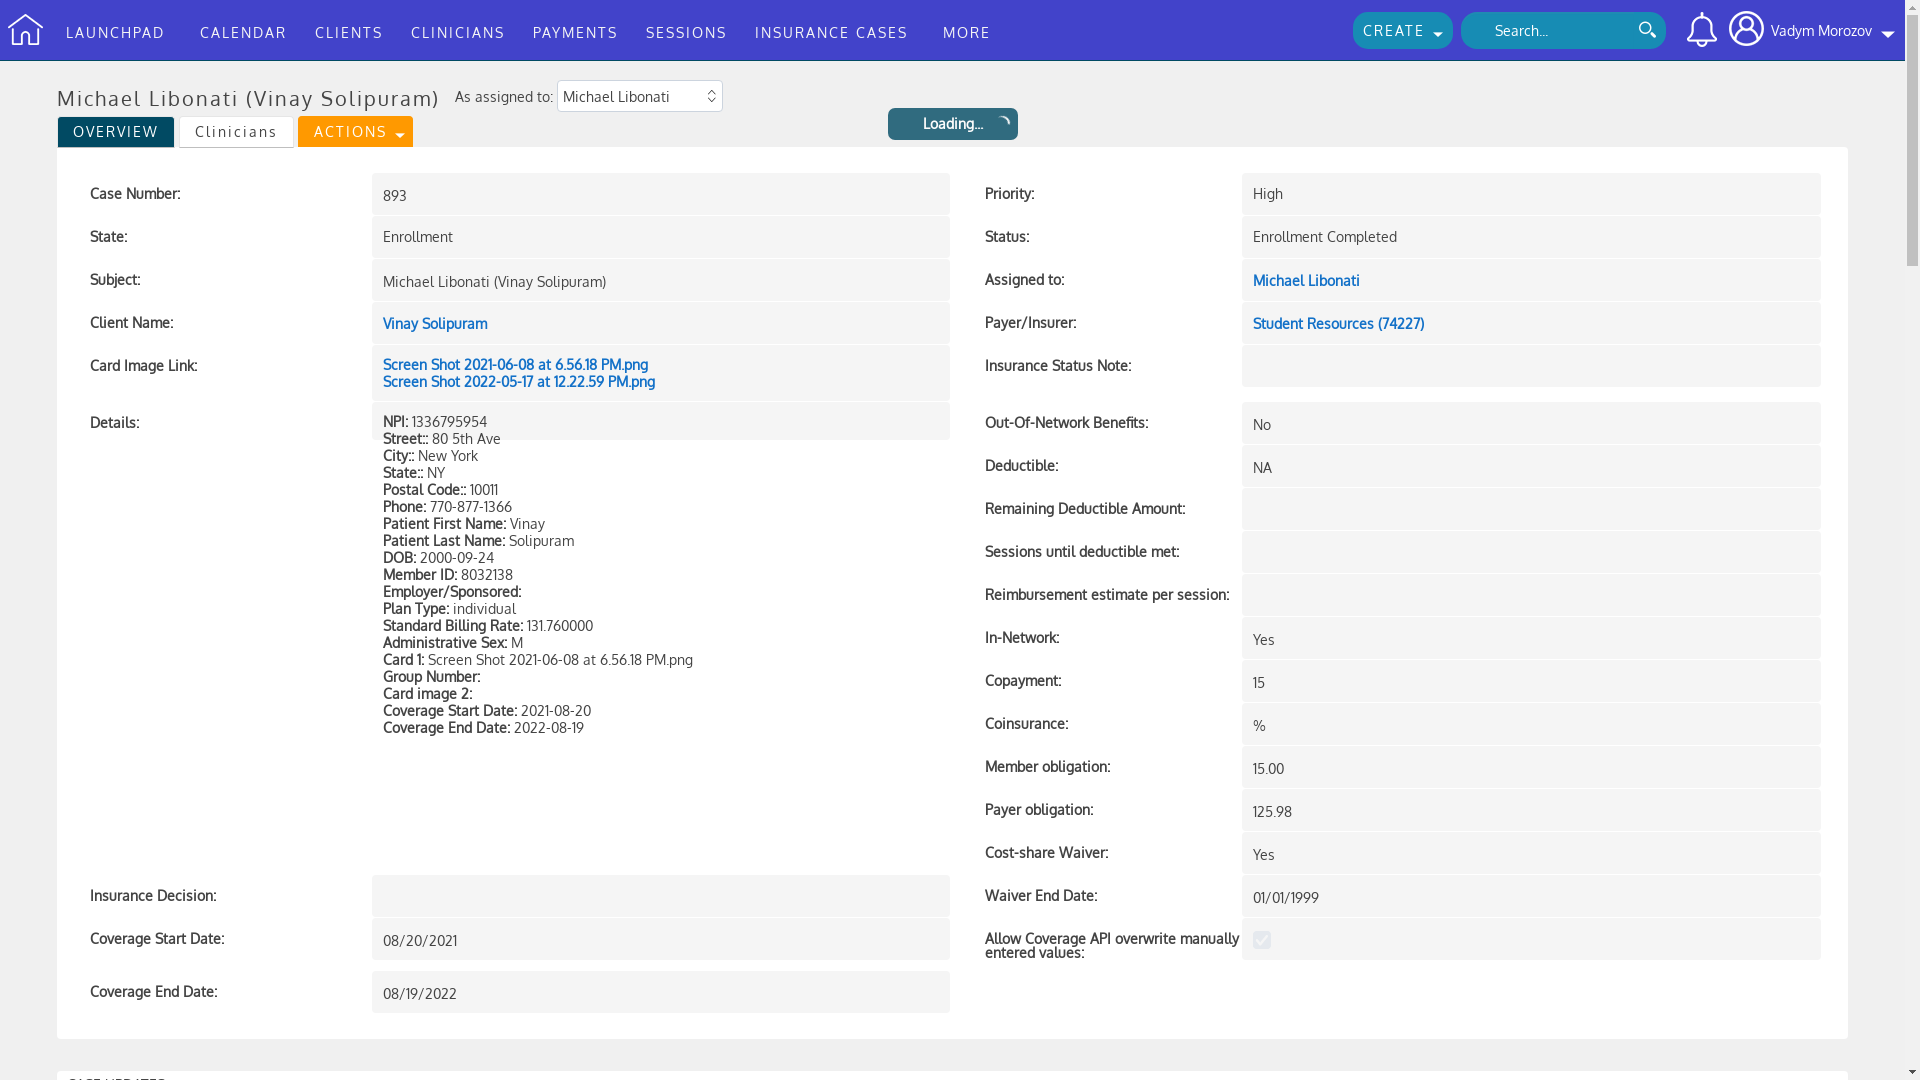 LAUNCHPAD CALENDAR CLIENTS CLINICIANS PAYMENTS SESSIONS INSURANCE CASES MORE CREATE Search... Vadym Morozov
Michael Libonati (Vinay Solipuram) As assigned to: Michael Libonati
Loading...
OVERVIEW Clinicians ACTIONS
Case Number: 893 Priority: High
State: Enrollment Status: Enrollment Completed
Subject: Michael Libonati (Vinay Solipuram) Assigned to: Michael Libonati
Client Name: Vinay Solipuram Payer/Insurer: Student Resources (74227)
Card Image Link: Screen Shot 2021-06-08 at 6.56.18 PM.png Insurance Status Note:
Screen Shot 2022-05-17 at 12.22.59 PM.png
Details: NPI: 1336795954 Out-Of-Network Benefits: No
Street:: 80 5th Ave
City:: New York
State:: NY Deductible: NA
Postal Code:: 10011
Phone: 770-877-1366 Remaining Deductible Amount:
Patient First Name: Vinay
Patient Last Name: Solipuram
DOB: 2000-09-24 Sessions until deductible met:
Member ID: 8032138
Employer/Sponsored: Reimbursement estimate per session:
Plan Type: individual
Standard Billing Rate: 131.760000
Administrative Sex: M In-Network: Yes
Card 1: Screen Shot 2021-06-08 at 6.56.18 PM.png
Group Number: Copayment: 15
Card image 2:
Coverage Start Date: 2021-08-20
Coverage End Date: 2022-08-19 Coinsurance: %
Member obligation: 15.00
Payer obligation: 125.98
Cost-share Waiver: Yes
Insurance Decision: Waiver End Date: 01/01/1999
Coverage Start Date: 08/20/2021 Allow Coverage API overwrite manually
entered values:
Coverage End Date: 08/19/2022